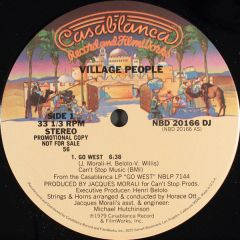 Casablanca
Record and FilmWorks
VILLAGE PEOPLE
SIDE 1
33 1/3 RPM
STEREO
PROMOTIONAL COPY
NOT FOR SALE
56
NBD 20166 DJ
(NBD 20166 AS)
1. GO WEST 6:38
(J. Morali-H. Belolo-V. Willis)
Can't Stop Music (BMI)
From the Casablanca LP "GO WEST" NBLP 7144
PRODUCED BY JACQUES MORALI for Can't Stop Prods.
Executive Producer: Henri Belolo
Strings & Horns arranged & conducted by Horace Ott
Jacques Morali's asst. & engineer:
Michael Hutchinson
℗1979 Casablanca Record
& FilmWorks, Inc.